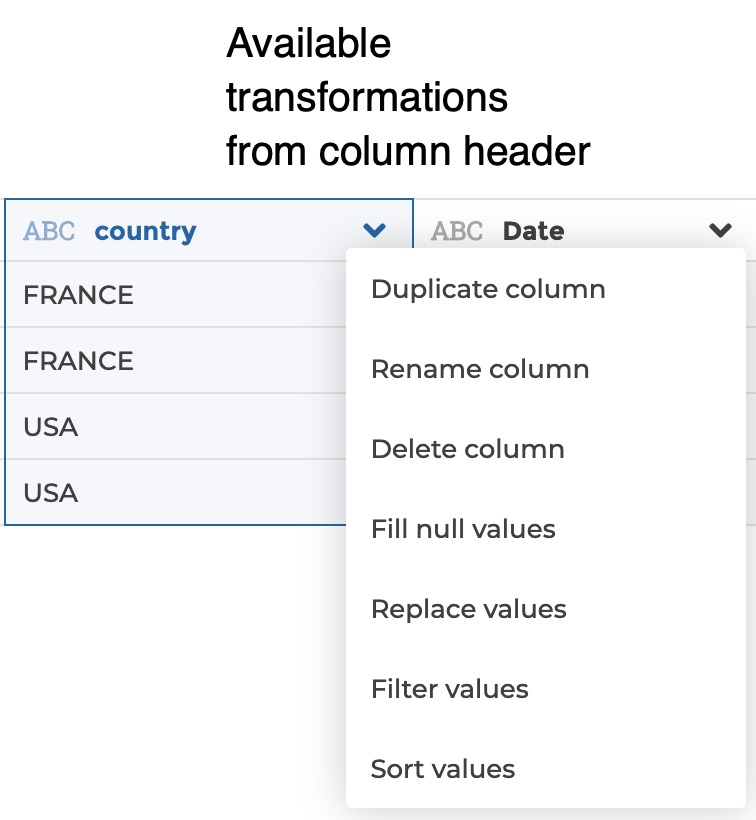 Available
transformations
from column header
ABC country ABC Date
FRANCE
Duplicate column
FRANCE
Rename column
USA
Delete column
USA
Fill null values
Replace values
Filter values
Sort values